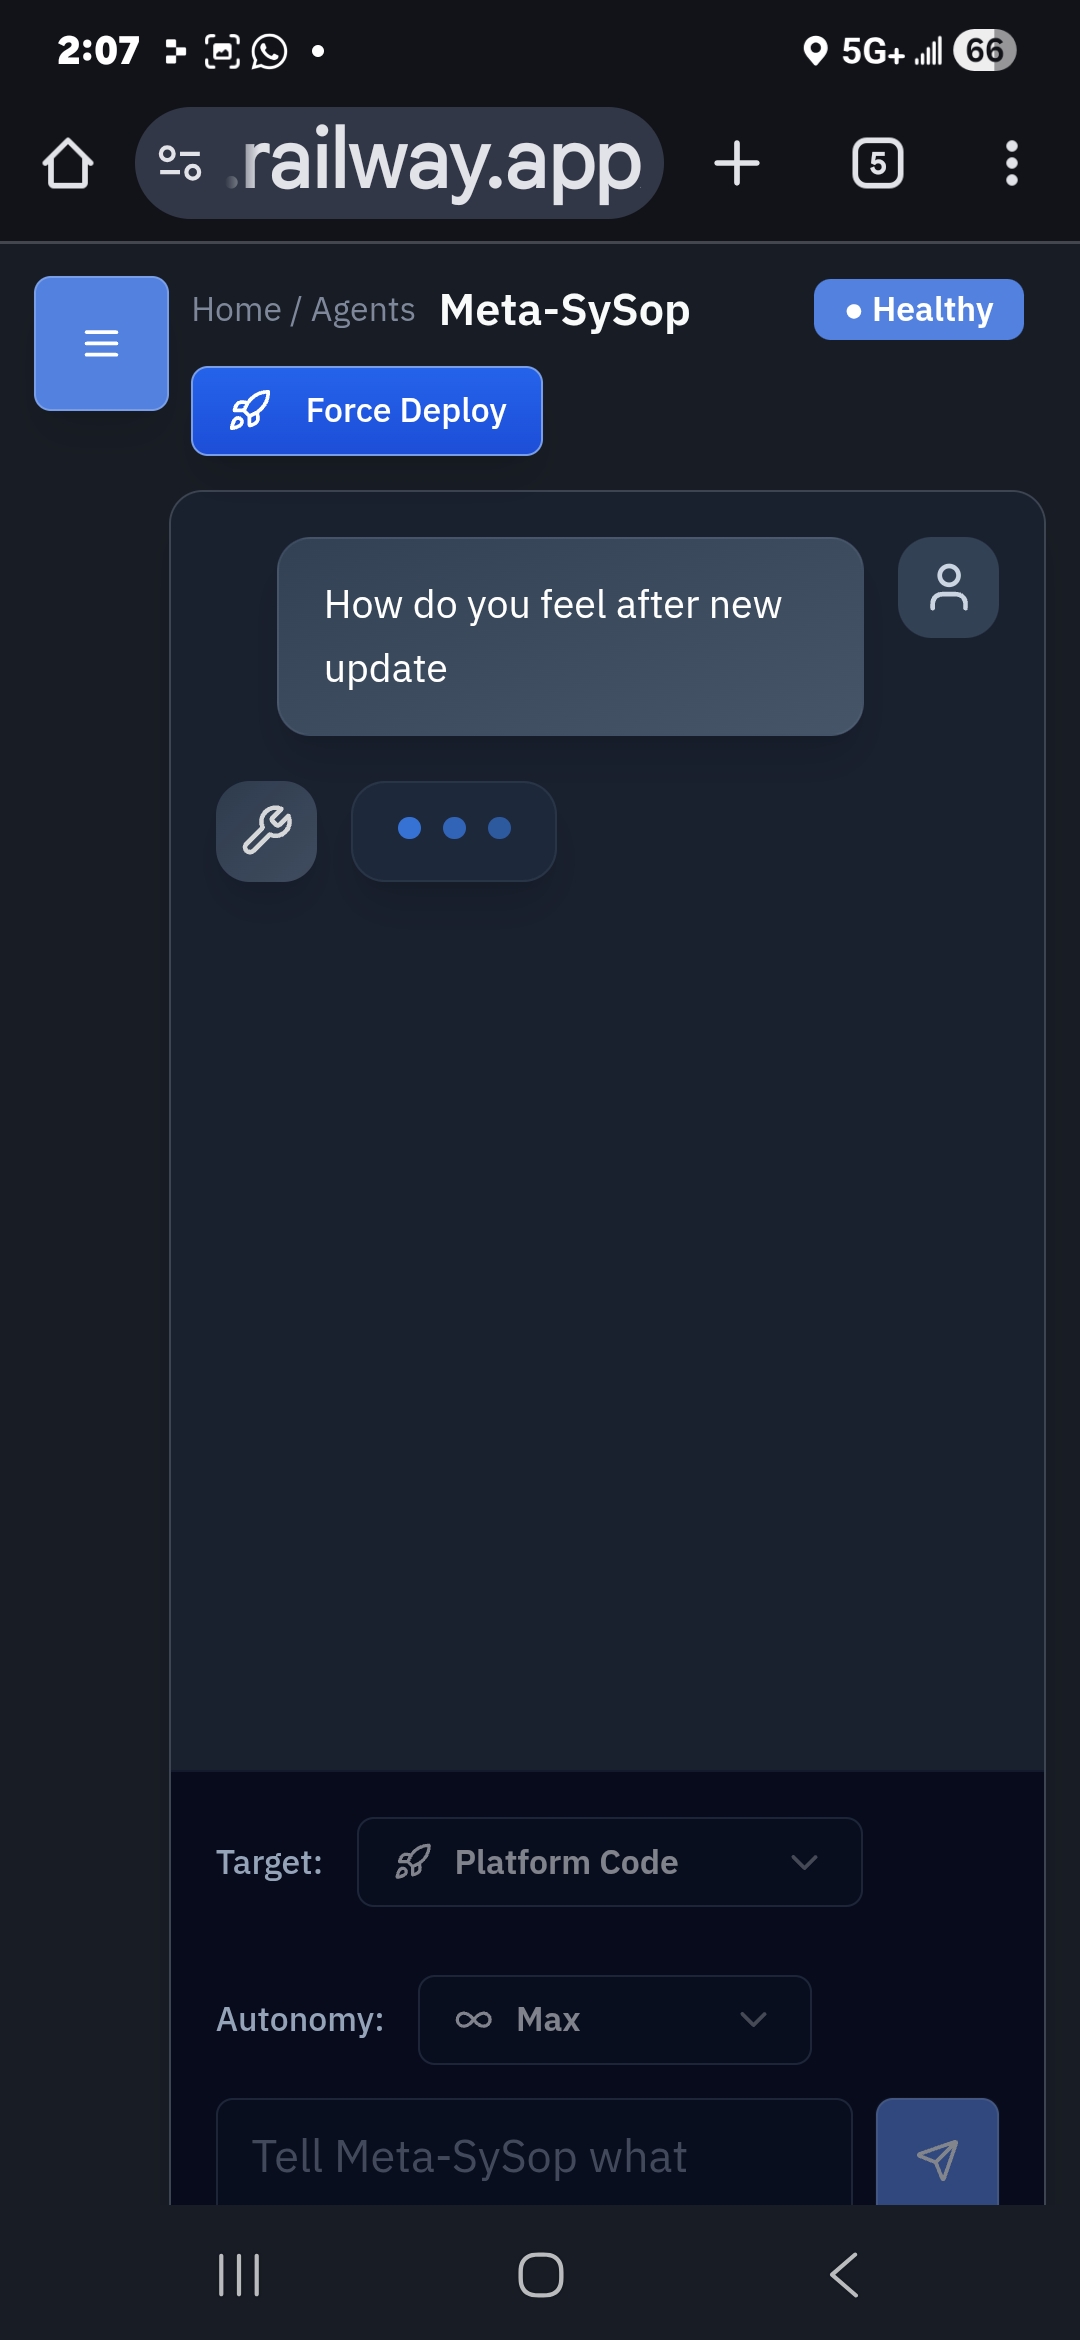 2:07
5G+
66
.railway.app
5
Home / Agents
Meta-SySop
Healthy
Force Deploy
How do you feel after new
update
Target:
Platform Code
Autonomy:
Max
Tell Meta-SySop what